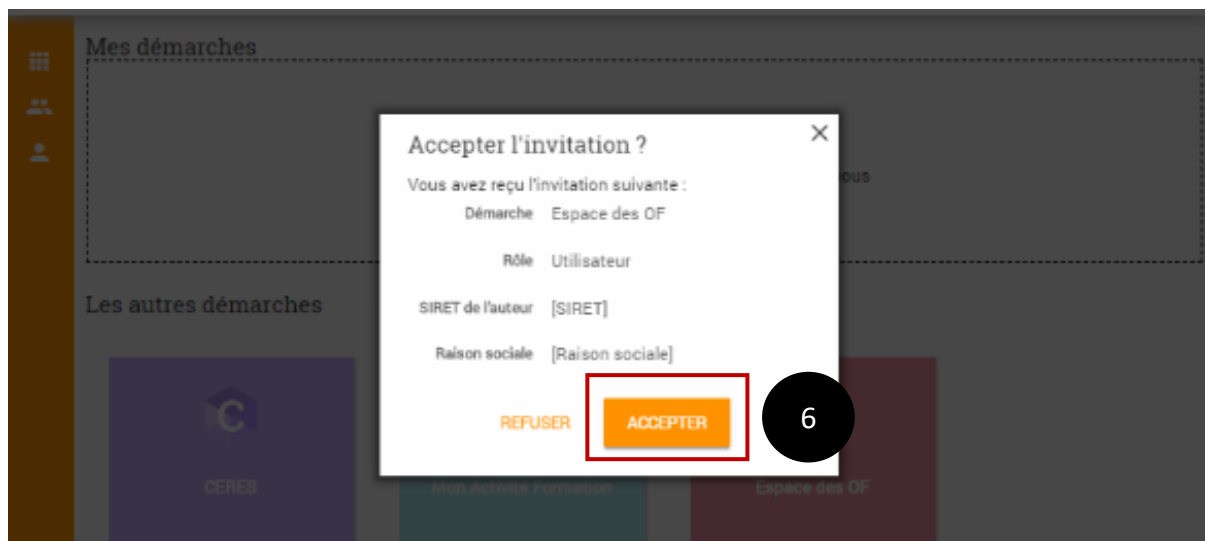 Mes démarches
Accepter l'invitation ?
Vous avez reçu l'invitation suivante :
ous
Démarche Espace des OF
Rôle Utilisateur
Les autres démarches
SIRET de l'auteur [SIRET]
Raison sociale [Raison sociale]
REFUSER ACCEPTER 6
C
CERES Mon Activité Formation Espace des OF